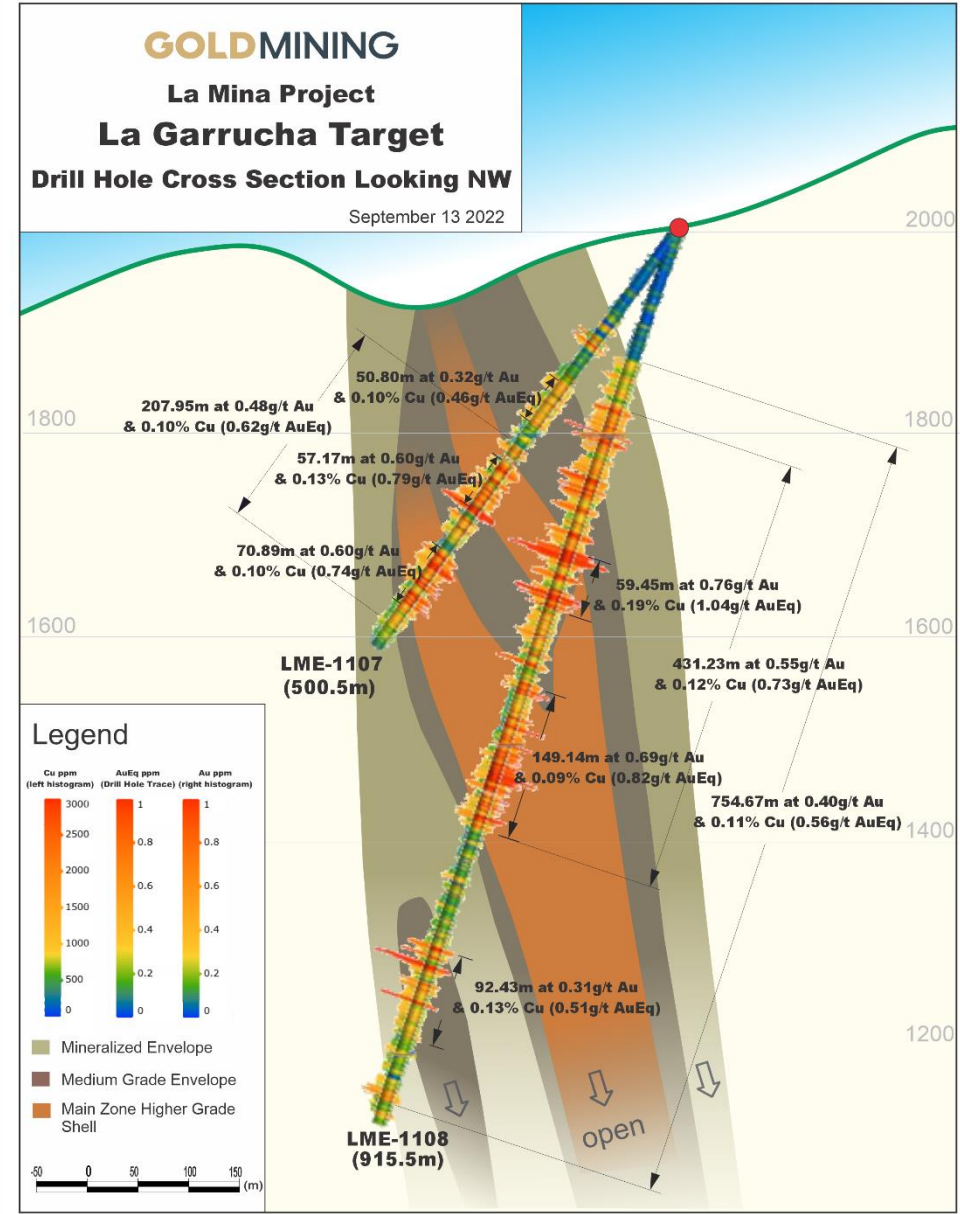 GOLDMINING
La Mina Project
La Garrucha Target
Drill Hole Cross Section Looking NW
September 13 2022
2000
1800
1800
1600
1600
1400
1200
50.80m at 0.32g/t Au
& 0.10% Cu (0.46g/t AuEq)
207.95m at 0.48g/t Au
& 0.10% Cu (0.62g/t AuEq)
57.17m at 0.60g/t Au
& 0.13% Cu (0.79g/t AuEq)
70.89m at 0.60g/t Au
& 0.10% Cu (0.74g/t AuEq)
59.45m at 0.76g/t Au
& 0.19% Cu (1.04g/t AuEq)
LME-1107
(500.5m)
431.23m at 0.55g/t Au
& 0.12% Cu (0.73g/t AuEq)
149.14m at 0.69g/t Au
& 0.09% Cu (0.82g/t AuEq)
754.67m at 0.40g/t Au
& 0.11% Cu (0.56g/t AuEq)
92.43m at 0.31g/t Au
& 0.13% Cu (0.51g/t AuEq)
open
LME-1108
(915.5m)
Legend
Cu ppm
(left histogram)
3000
2500
2000
1500
1000
500
0
AuEq ppm
(Drill Hole Trace)
1
0.8
0.6
0.4
0.2
0
Au ppm
(right histogram)
1
0.8
0.6
0.4
0.2
0
Mineralized Envelope
Medium Grade Envelope
Main Zone Higher Grade
Shell
-50 0 50 100 150 (m)